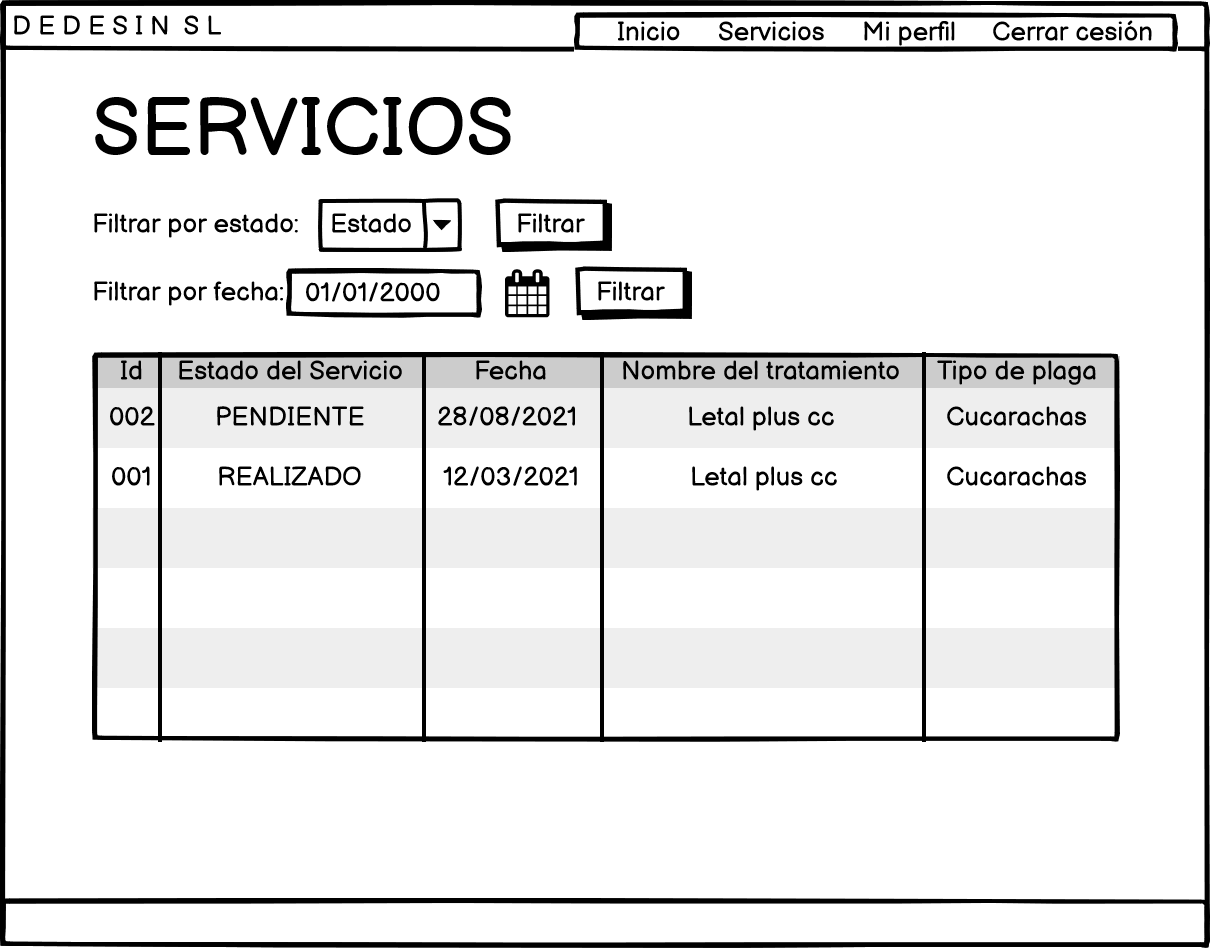 DEDESIN SL
Inicio Servicios Mi perfil Cerrar cesión
SERVICIOS
Filtrar por estado: Estado Filtrar
Filtrar por fecha: 01/01/2000 Filtrar
Id Estado del Servicio Fecha Nombre del tratamiento Tipo de plaga
002 PENDIENTE 28/08/2021 Letal plus cc Cucarachas
001 REALIZADO 12/03/2021 Letal plus cc Cucarachas